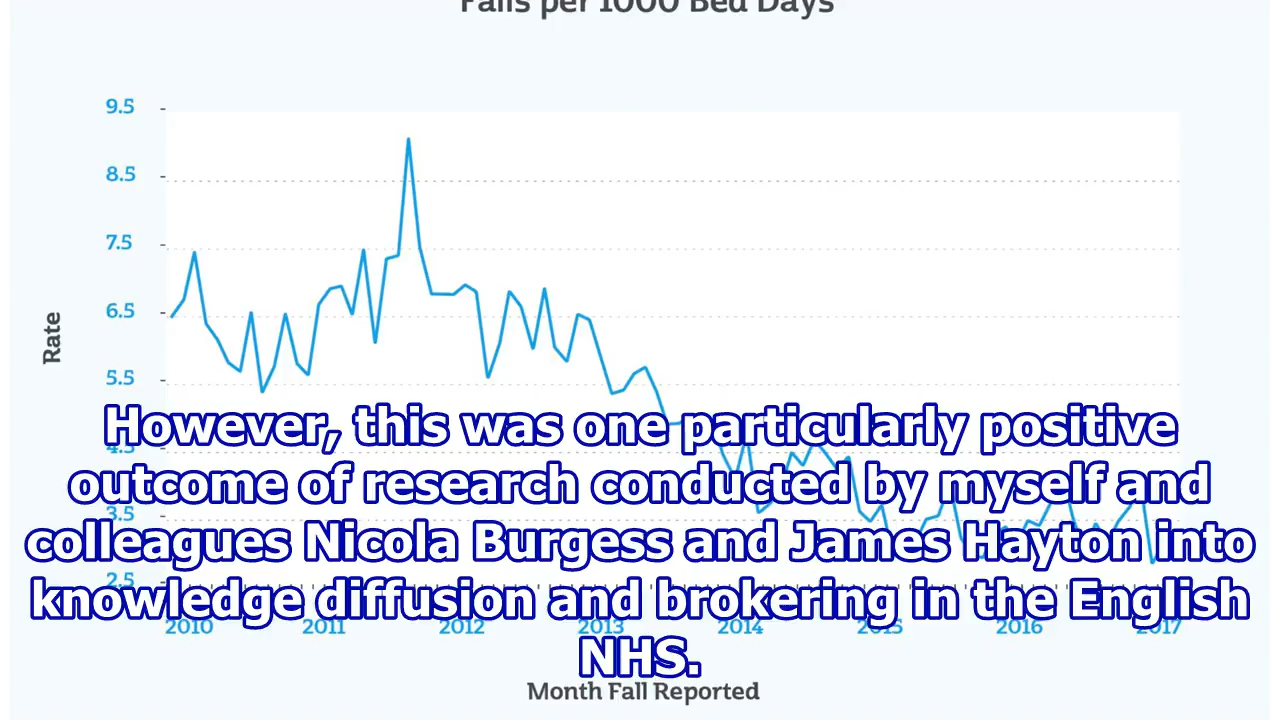 Falls per 1000 Bed Days
9.5
8.5
7.5
6.5
5.5
4.5
3.5
2.5
Rate
However, this was one particularly positive
outcome of research conducted by myself and
colleagues Nicola Burgess and James Hayton into
knowledge diffusion and brokering in the English
NHS.
2010 2011 2012 2013 2014 2015 2016 2017
Month Fall Reported